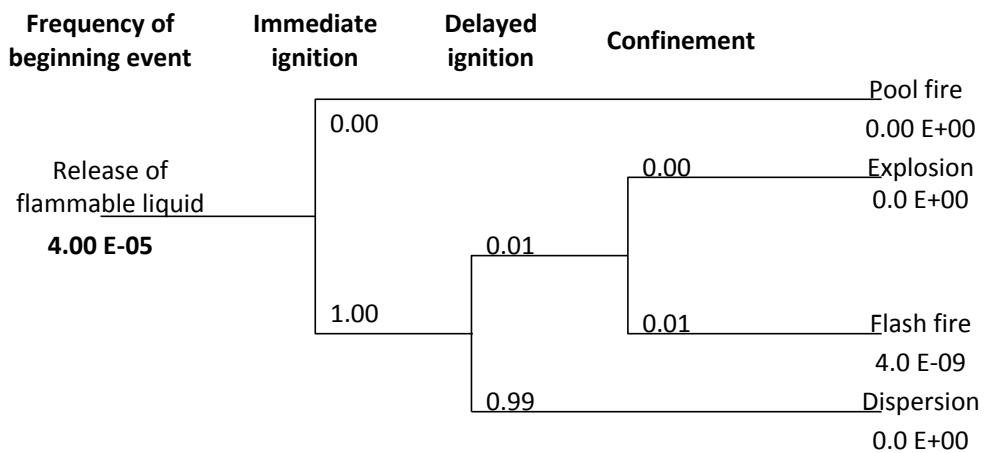 Frequency of
beginning event
Immediate
ignition
Delayed
ignition
Confinement
Pool fire
0.00
0.00 E+00
Release of
flammable liquid
4.00 E-05
0.00
Explosion
0.0 E+00
0.01
1.00
0.01
Flash fire
4.0 E-09
0.99
Dispersion
0.0 E+00